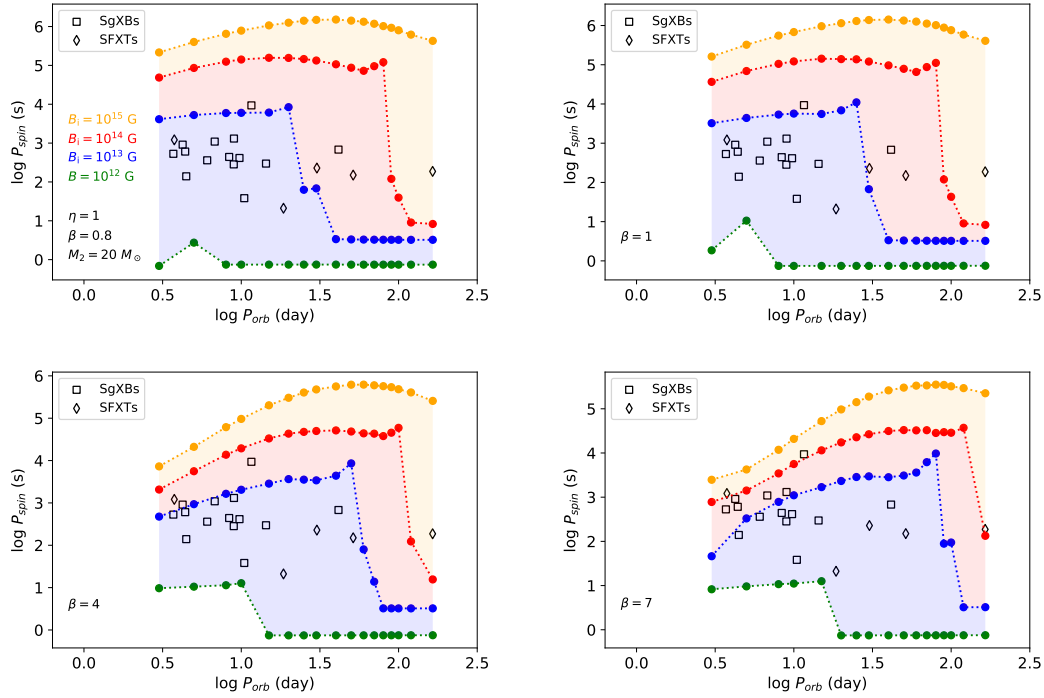 6
5
4
3
2
1
0
log P_spin (s)
SgXBs
SFXTs
B_i = 10^15 G
B_i = 10^14 G
B_i = 10^13 G
B = 10^12 G
η = 1
β = 0.8
M_2 = 20 M_⊙
0.0 0.5 1.0 1.5 2.0 2.5
log P_orb (day)
6
5
4
3
2
1
0
log P_spin (s)
SgXBs
SFXTs
β = 1
0.0 0.5 1.0 1.5 2.0 2.5
log P_orb (day)
6
5
4
3
2
1
0
log P_spin (s)
SgXBs
SFXTs
β = 4
0.0 0.5 1.0 1.5 2.0 2.5
log P_orb (day)
5
4
3
2
1
0
log P_spin (s)
SgXBs
SFXTs
β = 7
0.0 0.5 1.0 1.5 2.0 2.5
log P_orb (day)